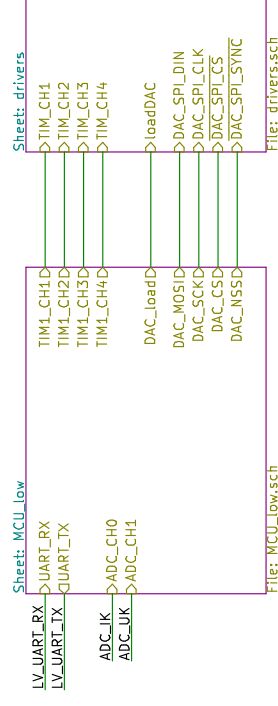 Sheet: drivers
TIM_CH1
TIM_CH2
TIM_CH3
TIM_CH4
loadDAC
DAC_SPI_DIN
DAC_SPI_CLK
DAC_SPI_CS
DAC_SPI_SYNC
File: drivers.sch
Sheet: MCU_low
TIM1_CH1
TIM1_CH2
TIM1_CH3
TIM1_CH4
DAC_load
DAC_MOSI
DAC_SCK
DAC_CS
DAC_NSS
UART_RX
UART_TX
ADC_CH0
ADC_CH1
File: MCU_low.sch
LV_UART_RX
LV_UART_TX
ADC_IK
ADC_UK